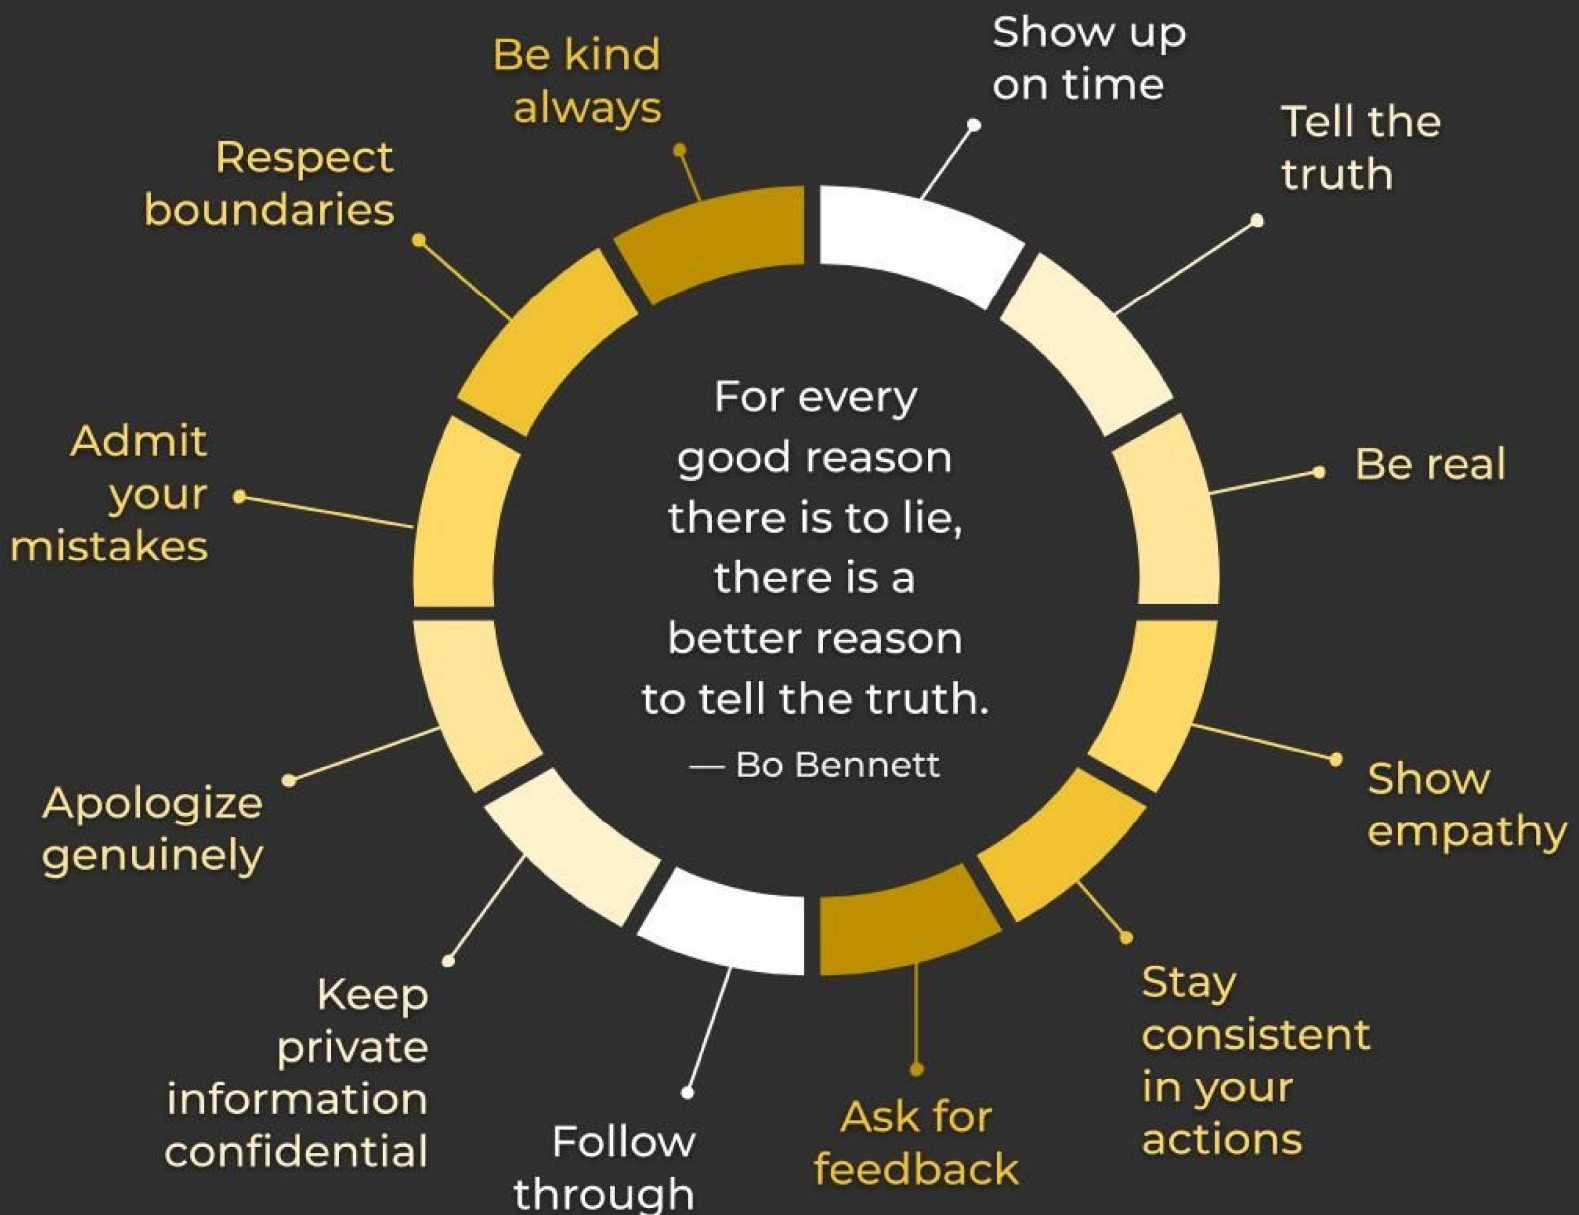 Be kind
always
Show up
on time
Tell the
truth
Respect
boundaries
Be real
Admit
your
mistakes
For every
good reason
there is to lie,
there is a
better reason
to tell the truth.
— Bo Bennett
Show
empathy
Apologize
genuinely
Stay
consistent
in your
actions
Keep
private
information
confidential
Ask for
feedback
Follow
through